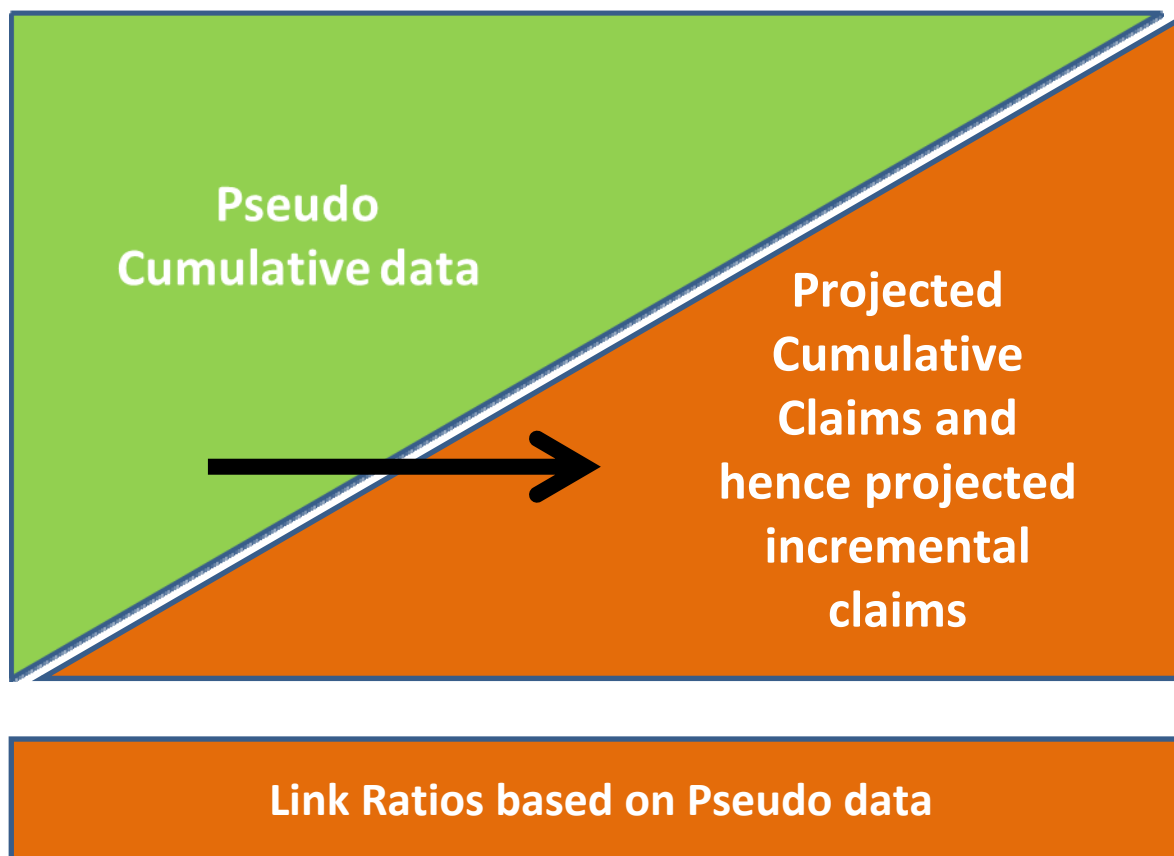 Pseudo
Cumulative data
Projected
Cumulative
Claims and
hence projected
incremental
claims
Link Ratios based on Pseudo data